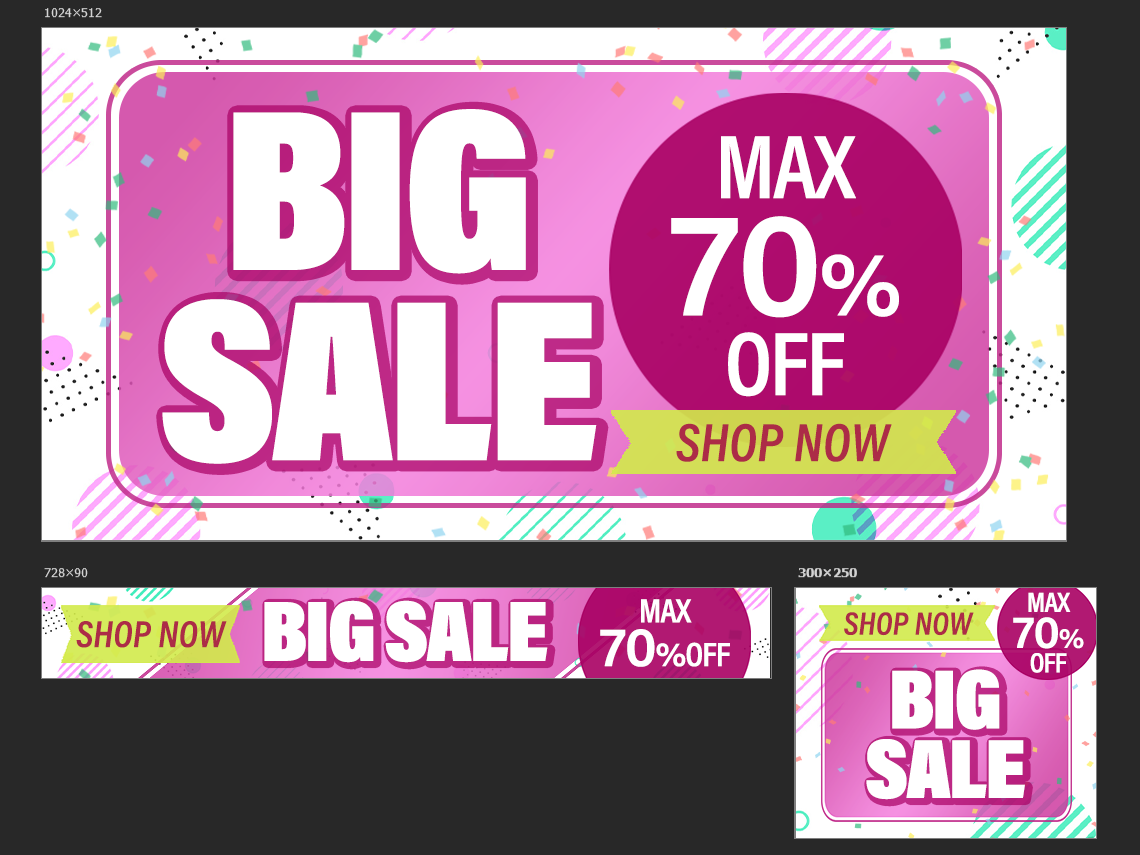 1024×512
BIG
SALE
MAX
70%
OFF
SHOP NOW
728×90
SHOP NOW
BIG SALE
MAX
70%OFF
300×250
SHOP NOW
MAX
70%
OFF
BIG
SALE